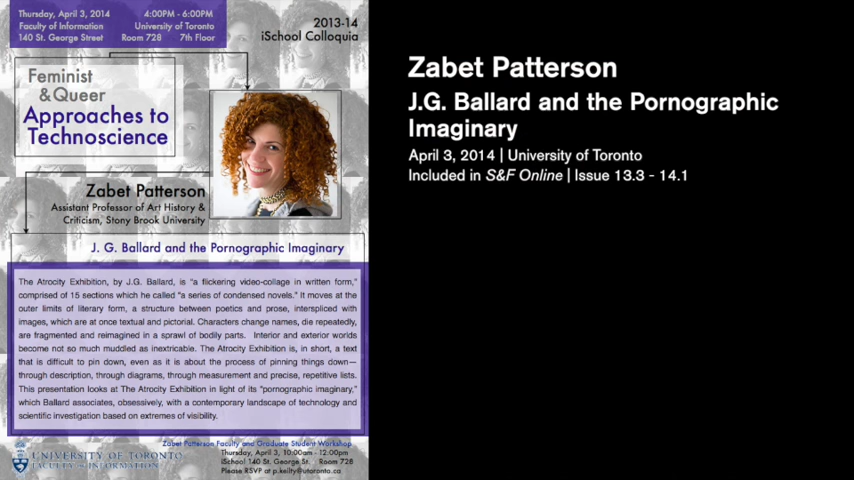 Thursday, April 3, 2014
Faculty of Information
140 St. George Street
4:00PM - 6:00PM
University of Toronto
Room 728 7th Floor
2013-14
iSchool Colloquia
Feminist
& Queer
Approaches to
Technoscience
Zabet Patterson
Assistant Professor of Art History &
Criticism, Stony Brook University
J. G. Ballard and the Pornographic Imaginary
The Atrocity Exhibition, by J.G. Ballard, is "a flickering video-collage in written form,"
comprised of 15 sections which he called "a series of condensed novels." It moves at the
outer limits of literary form, a structure between poetics and prose, interspliced with
images, which are at once textual and pictorial. Characters change names, die repeatedly,
are fragmented and reimagined in a sprawl of bodily parts. Interior and exterior worlds
become not so much muddled as inextricable. The Atrocity Exhibition is, in short, a text
that is difficult to pin down, even as it is about the process of pinning things down—
through description, through diagrams, through measurement and precise, repetitive lists.
This presentation looks at The Atrocity Exhibition in light of its "pornographic imaginary,"
which Ballard associates, obsessively, with a contemporary landscape of technology and
scientific investigation based on extremes of visibility.
Zabet Patterson Faculty and Graduate Student Workshop
Thursday, April 3, 10:00am - 12:00pm
iSchool 140 St. George St. Room 728
Please RSVP at p.keilty@utoronto.ca
UNIVERSITY OF TORONTO
FACULTY OF INFORMATION
Zabet Patterson
J.G. Ballard and the Pornographic
Imaginary
April 3, 2014 | University of Toronto
Included in S&F Online | Issue 13.3 - 14.1